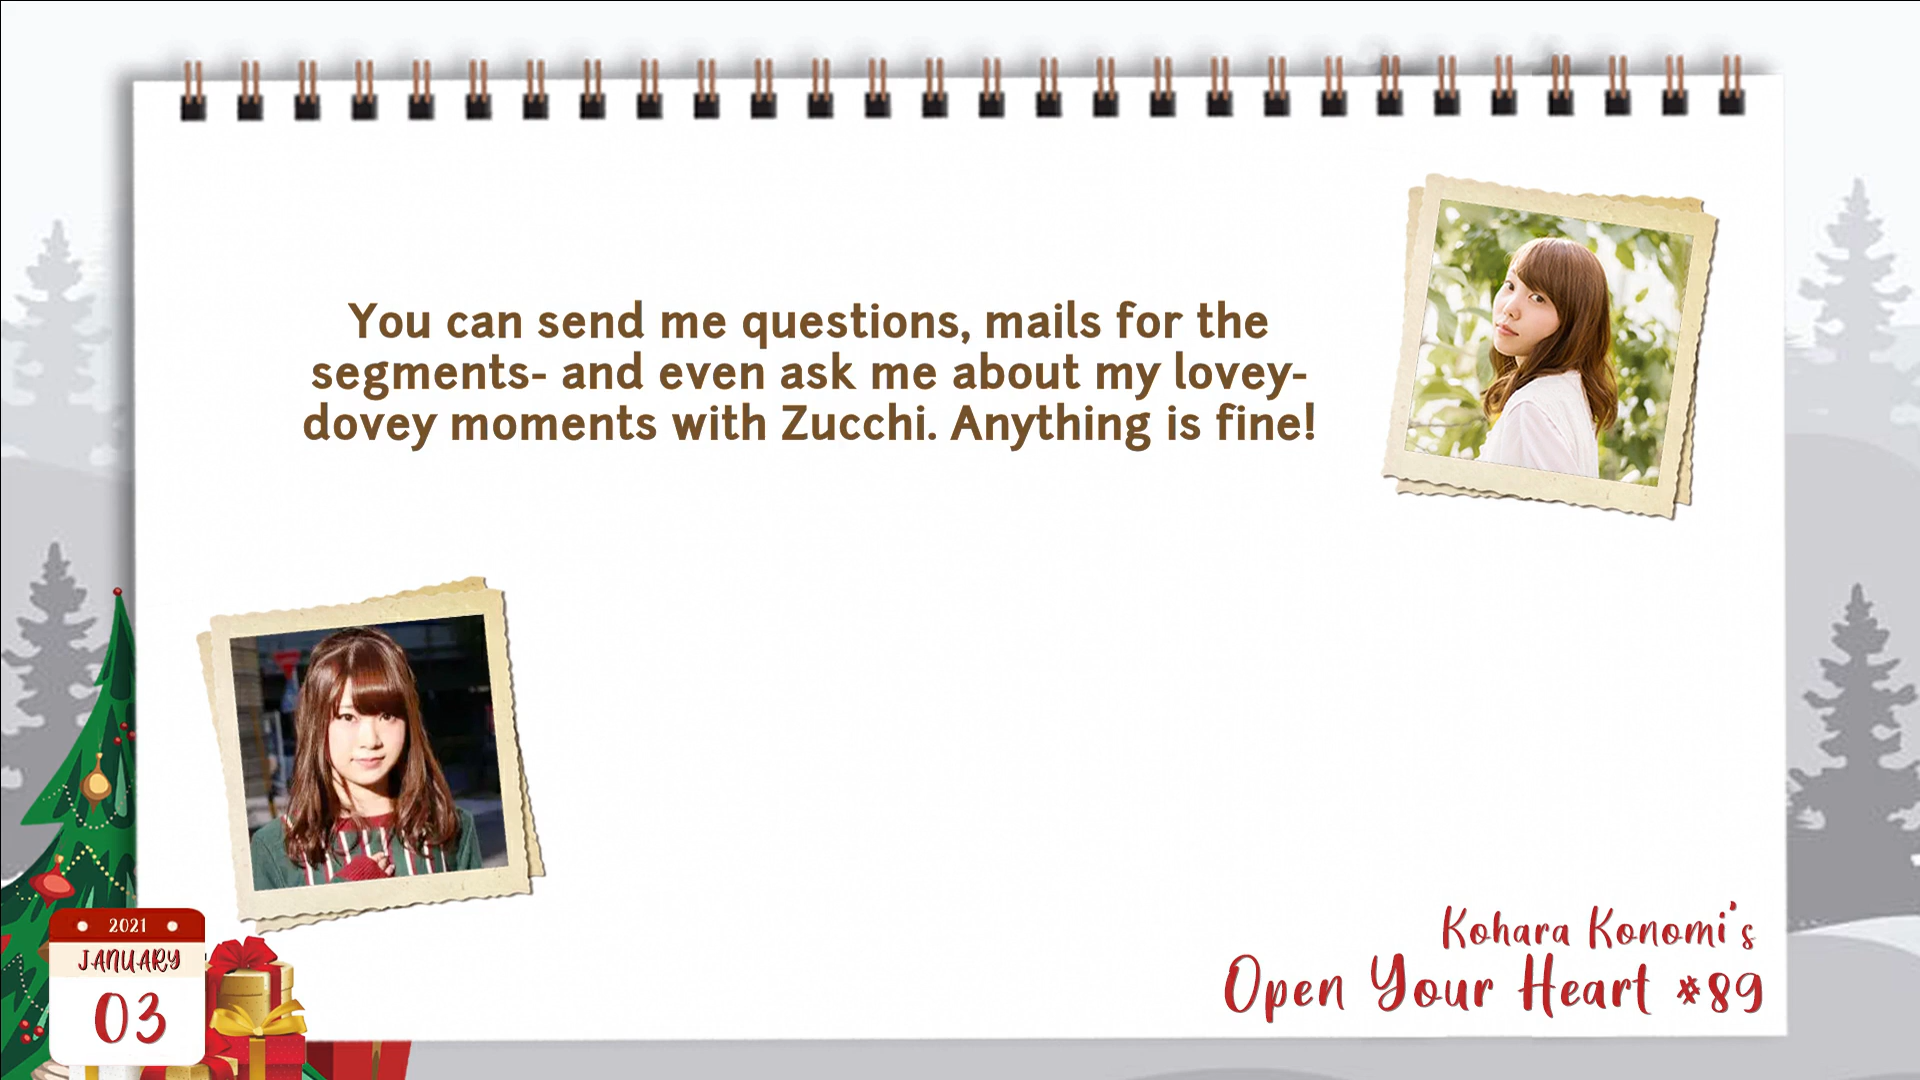 You can send me questions, mails for the
segments- and even ask me about my lovey-
dovey moments with Zucchi. Anything is fine!
2021
JANUARY
03
Kohara Konomi's
Open Your Heart #89